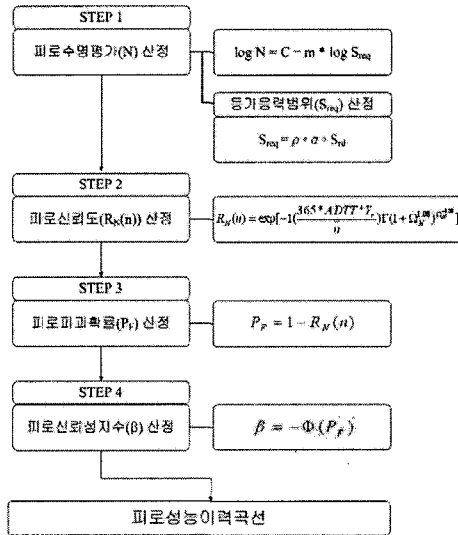 STEP 1
피로수명평가(N) 산정
log N = C - m * log S_req
등가응력범위(S_req) 산정
STEP 2
피로신뢰도(R_N(n)) 산정
STEP 3
피로파괴확률(P_F) 산정
P_F = 1 - R_N(n)
STEP 4
피로신뢰성지수(β) 산정
β = -Φ(P_F)
피로성능이력곡선